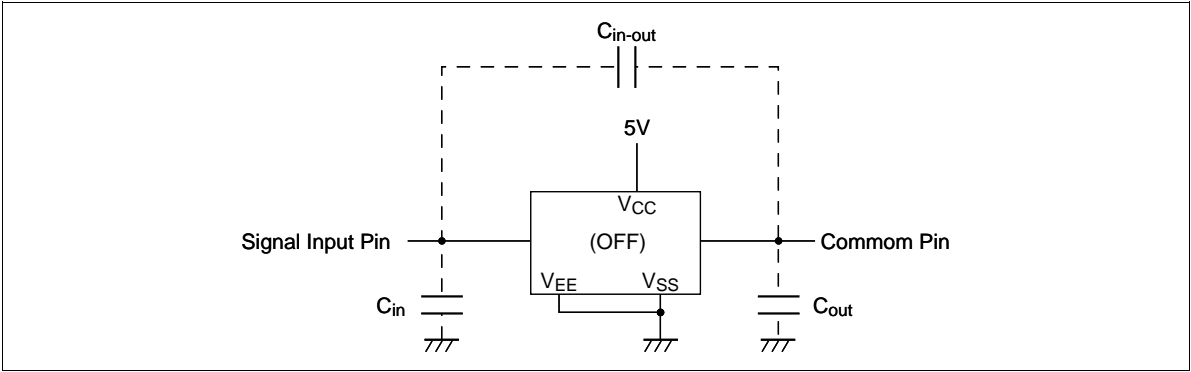 Cin-out
5V
VCC
Signal Input Pin
(OFF)
Commom Pin
VEE
VSS
Cin
Cout